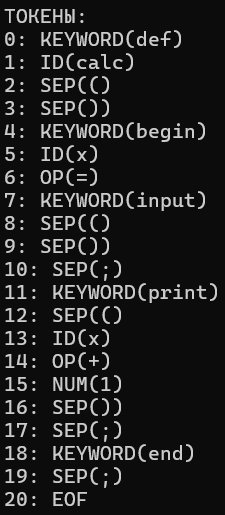 ТОКЕНЫ:
0: KEYWORD(def)
1: ID(calc)
2: SEP(()
3: SEP())
4: KEYWORD(begin)
5: ID(x)
6: OP(=)
7: KEYWORD(input)
8: SEP(()
9: SEP())
10: SEP(;)
11: KEYWORD(print)
12: SEP(()
13: ID(x)
14: OP(+)
15: NUM(1)
16: SEP())
17: SEP(;)
18: KEYWORD(end)
19: SEP(;)
20: EOF